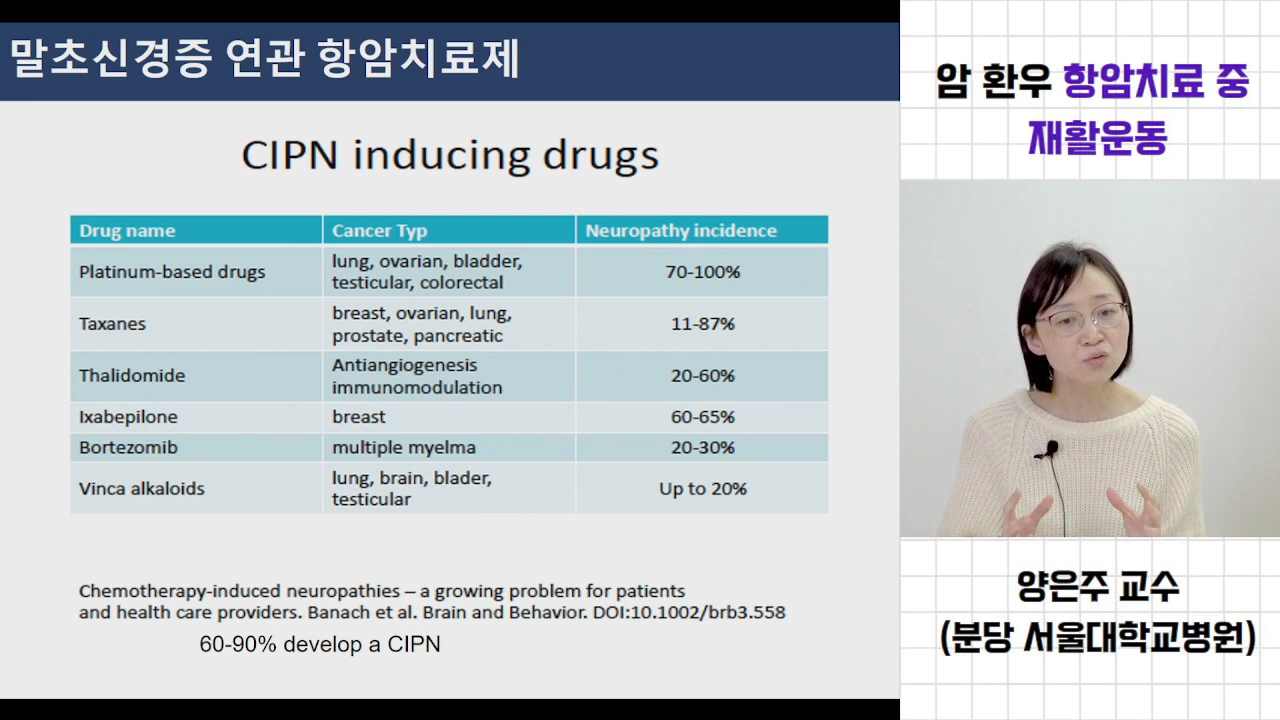 말초신경증 연관 항암치료제
CIPN inducing drugs
Drug name Cancer Typ Neuropathy incidence
Platinum-based drugs lung, ovarian, bladder, 70-100%
testicular, colorectal
Taxanes breast, ovarian, lung, 11-87%
prostate, pancreatic
Thalidomide Antiangiogenesis 20-60%
immunomodulation
Ixabepilone breast 60-65%
Bortezomib multiple myelma 20-30%
Vinca alkaloids lung, brain, blader, Up to 20%
testicular
Chemotherapy-induced neuropathies – a growing problem for patients
and health care providers. Banach et al. Brain and Behavior. DOI:10.1002/brb3.558
60-90% develop a CIPN
암 환우 항암치료 중
재활운동
양은주 교수
(분당 서울대학교병원)